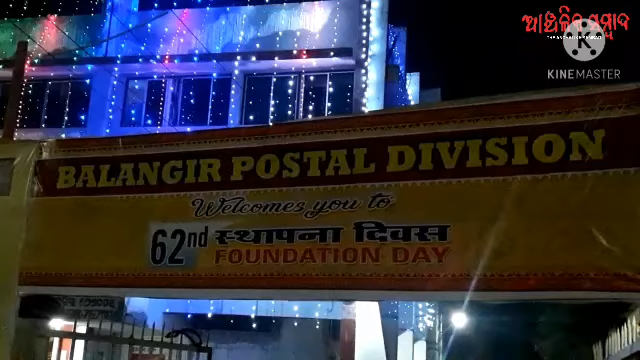 ଆଞ୍ଚଳିକ ସମ୍ବାଦ
KINEMASTER
BALANGIR POSTAL DIVISION
Welcomes you to
62nd स्थापना दिवस
FOUNDATION DAY